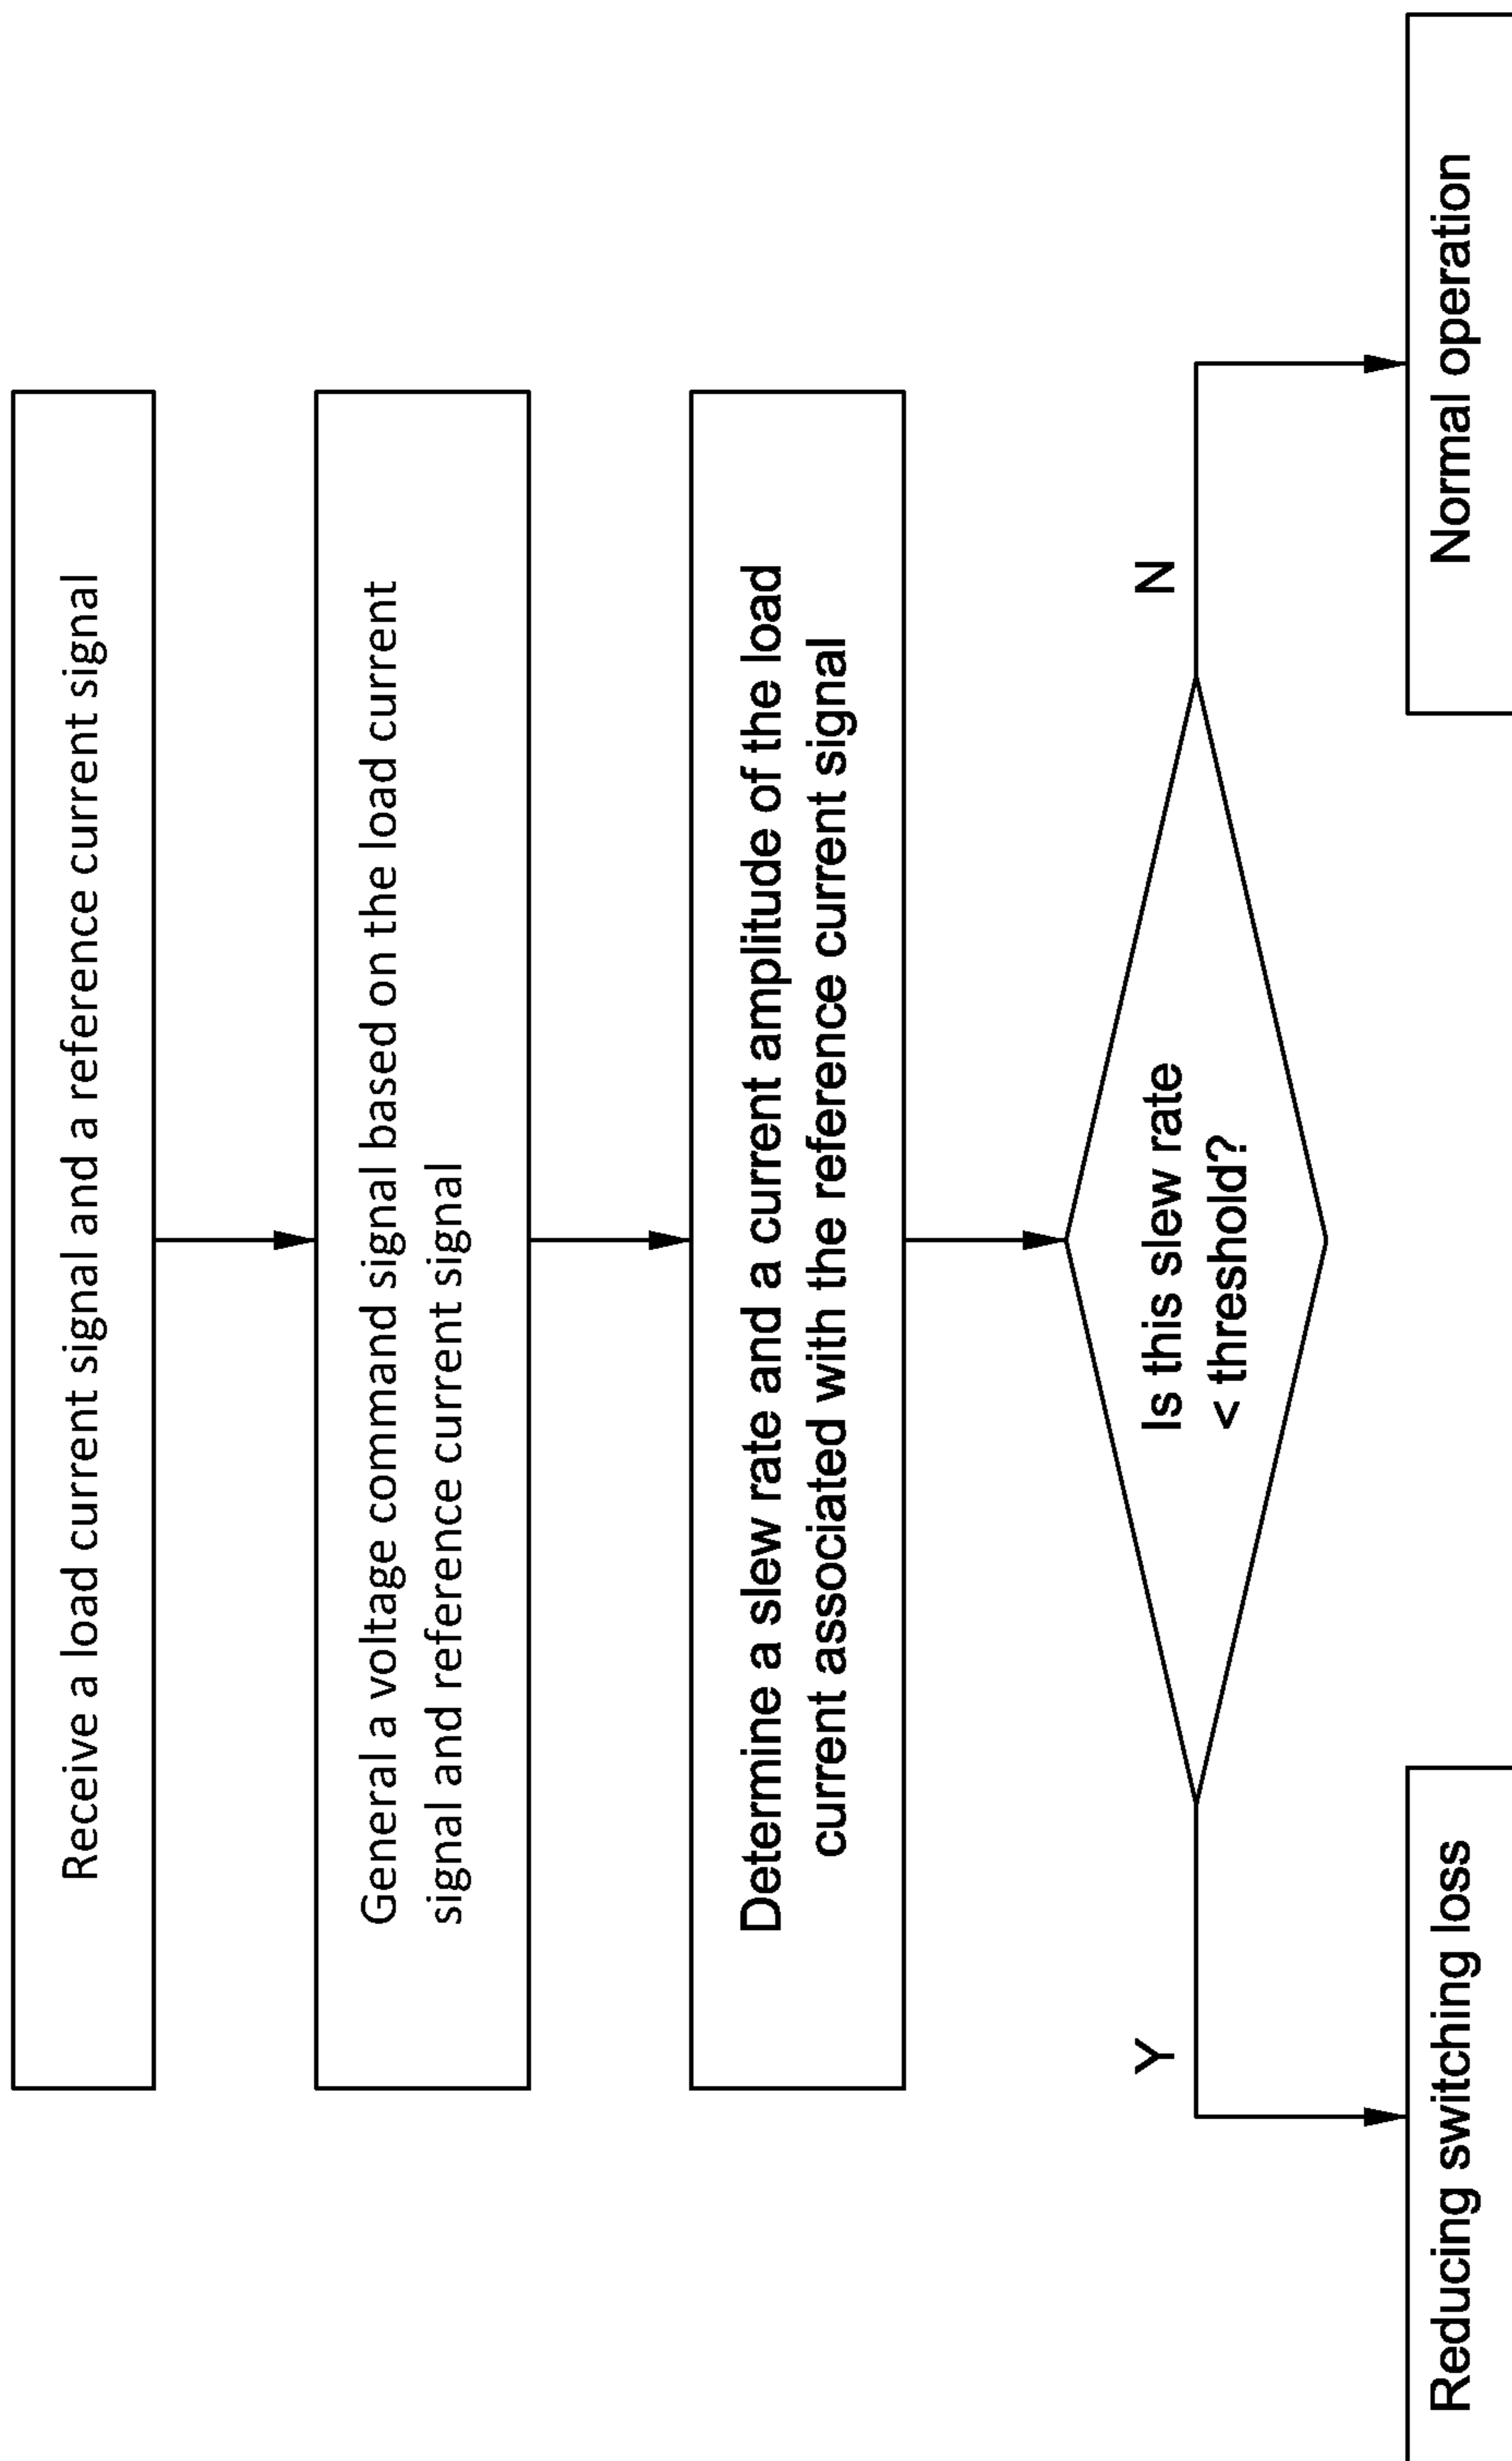 Receive a load current signal and a reference current signal
General a voltage command signal based on the load current
signal and reference current signal
Determine a slew rate and a current amplitude of the load
current associated with the reference current signal
Is this slew rate
< threshold?
Y
N
Reducing switching loss
Normal operation